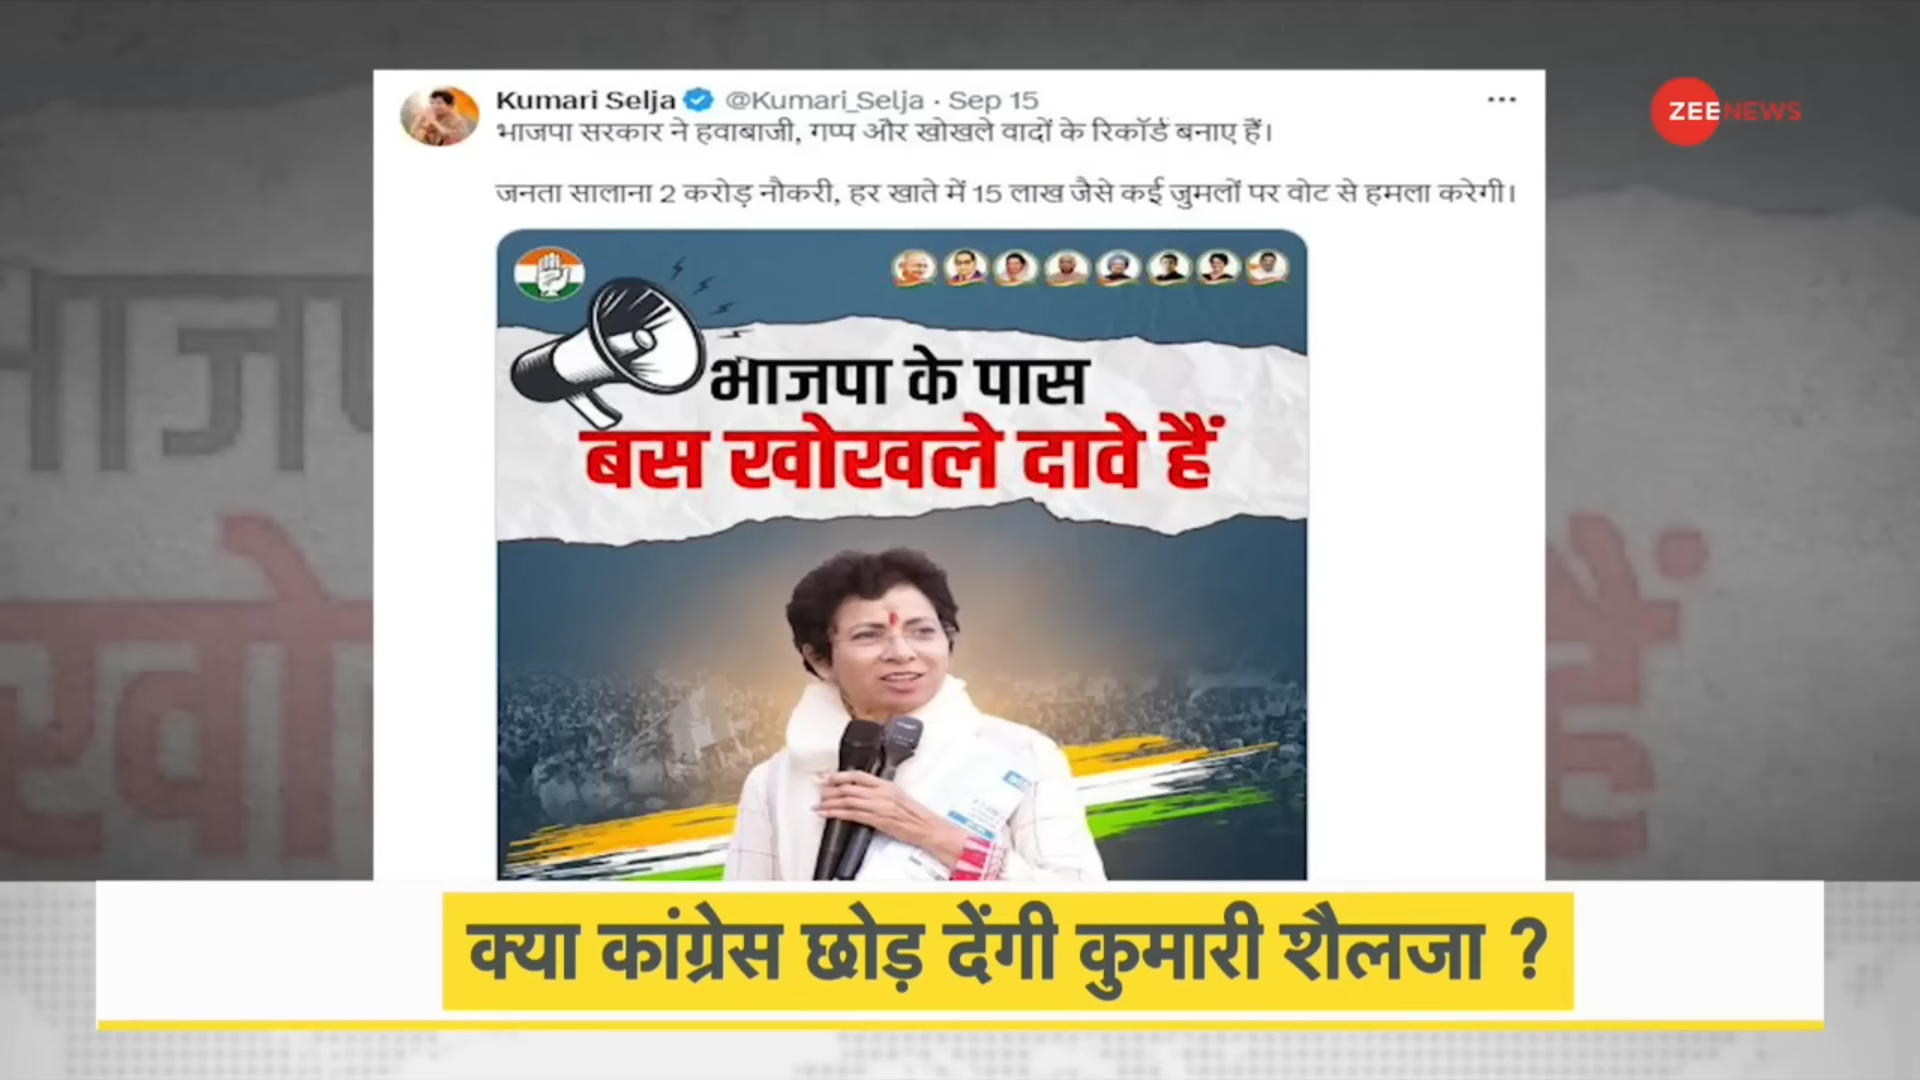 Kumari Selja @Kumari_Selja · Sep 15
भाजपा सरकार ने हवाबाजी, गप्प और खोखले वादों के रिकॉर्ड बनाए हैं।
जनता सालाना 2 करोड़ नौकरी, हर खाते में 15 लाख जैसे कई जुमलों पर वोट से हमला करेगी।
ZEE NEWS
भाजपा के पास
बस खोखले दावे हैं
क्या कांग्रेस छोड़ देंगी कुमारी शैलजा ?